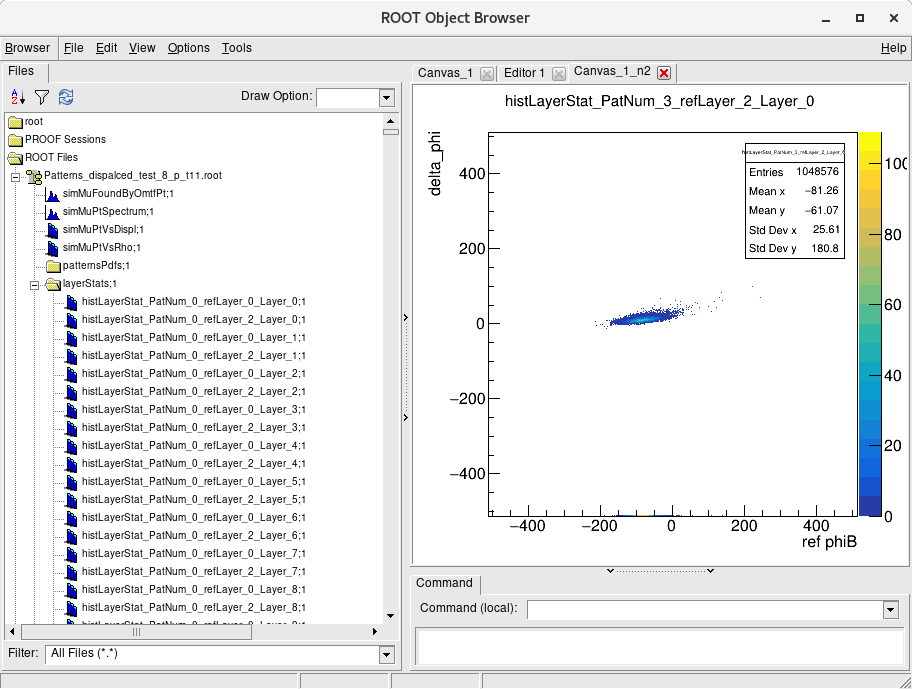 ROOT Object Browser
Browser File Edit View Options Tools Help
Files
Draw Option:
root
PROOF Sessions
ROOT Files
Patterns_dispalced_test_8_p_t11.root
simMuFoundByOmtfPt;1
simMuPtSpectrum;1
simMuPtVsDispl;1
simMuPtVsRho;1
patternsPdfs;1
layerStats;1
histLayerStat_PatNum_0_refLayer_0_Layer_0;1
histLayerStat_PatNum_0_refLayer_2_Layer_0;1
histLayerStat_PatNum_0_refLayer_0_Layer_1;1
histLayerStat_PatNum_0_refLayer_2_Layer_1;1
histLayerStat_PatNum_0_refLayer_0_Layer_2;1
histLayerStat_PatNum_0_refLayer_2_Layer_2;1
histLayerStat_PatNum_0_refLayer_0_Layer_3;1
histLayerStat_PatNum_0_refLayer_2_Layer_3;1
histLayerStat_PatNum_0_refLayer_0_Layer_4;1
histLayerStat_PatNum_0_refLayer_2_Layer_4;1
histLayerStat_PatNum_0_refLayer_0_Layer_5;1
histLayerStat_PatNum_0_refLayer_2_Layer_5;1
histLayerStat_PatNum_0_refLayer_0_Layer_6;1
histLayerStat_PatNum_0_refLayer_2_Layer_6;1
histLayerStat_PatNum_0_refLayer_0_Layer_7;1
histLayerStat_PatNum_0_refLayer_2_Layer_7;1
histLayerStat_PatNum_0_refLayer_0_Layer_8;1
histLayerStat_PatNum_0_refLayer_2_Layer_8;1
Filter: All Files (*.*)
Canvas_1 Editor 1 Canvas_1_n2
histLayerStat_PatNum_3_refLayer_2_Layer_0
delta_phi
400
200
0
−200
−400
−400 −200 0 200 400
ref phiB
histLayerStat_PatNum_3_refLayer_2_Layer_0
Entries 1048576
Mean x −81.26
Mean y −61.07
Std Dev x 25.61
Std Dev y 180.8
100
80
60
40
20
0
Command
Command (local):